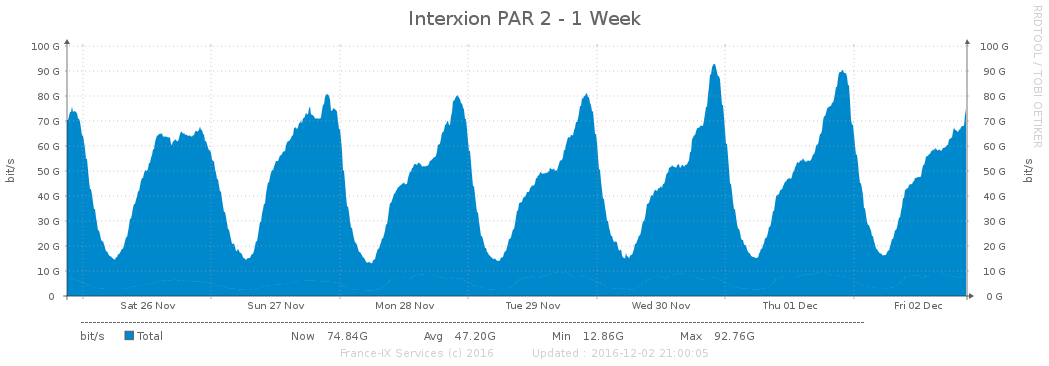 Interxion PAR 2 - 1 Week
RRDTOOL / TOBI OETIKER
100 G 100 G
90 G 90 G
80 G 80 G
70 G 70 G
60 G 60 G
50 G 50 G
40 G 40 G
30 G 30 G
20 G 20 G
10 G 10 G
0 0 G
bit/s bit/s
Sat 26 Nov Sun 27 Nov Mon 28 Nov Tue 29 Nov Wed 30 Nov Thu 01 Dec Fri 02 Dec
bit/s Total Now 74.84G Avg 47.20G Min 12.86G Max 92.76G
France-IX Services (c) 2016 Updated : 2016-12-02 21:00:05